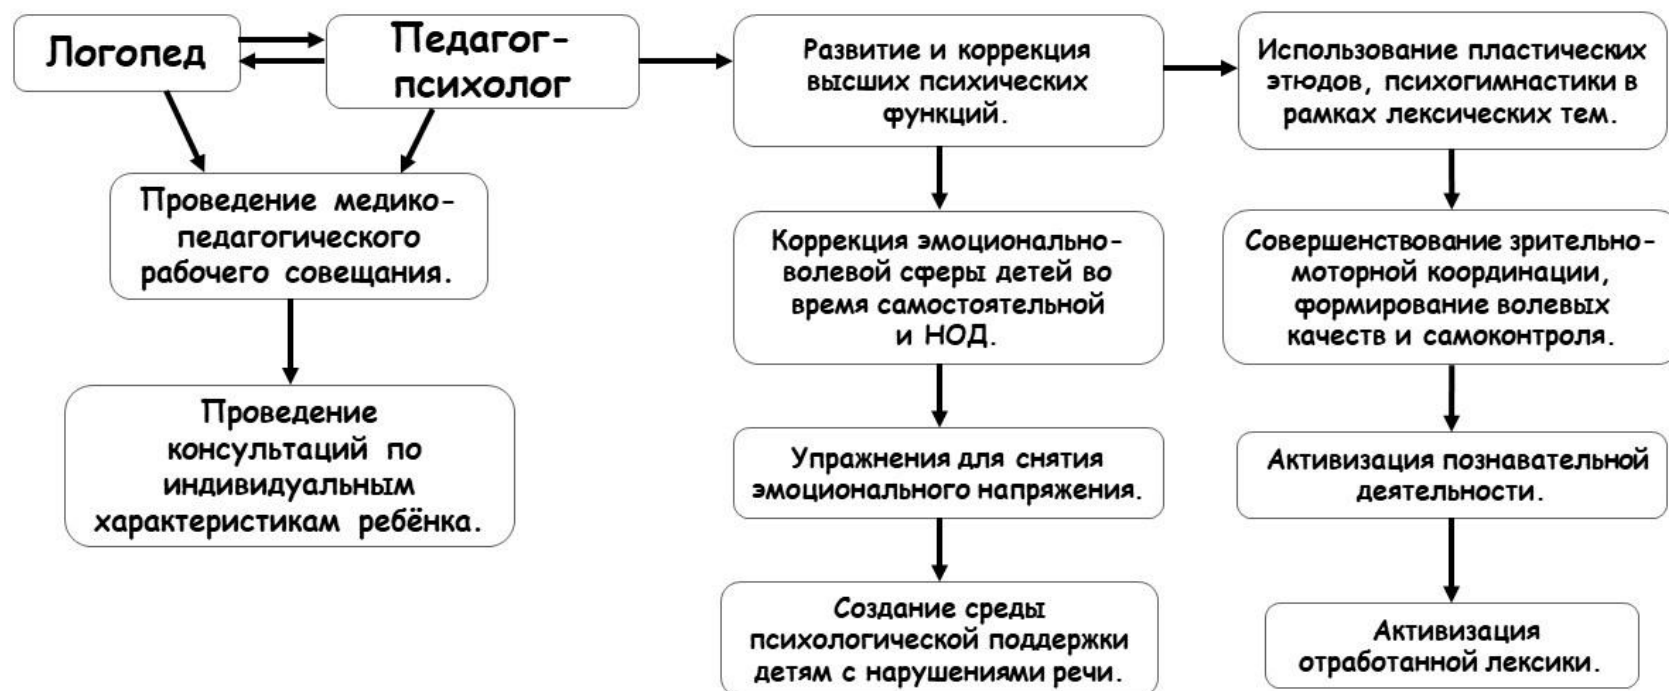 Логопед
Педагог-
психолог
Развитие и коррекция
высших психических
функций.
Использование пластических
этюдов, психогимнастики в
рамках лексических тем.
Проведение медико-
педагогического
рабочего совещания.
Коррекция эмоционально-
волевой сферы детей во
время самостоятельной
и НОД.
Совершенствование зрительно-
моторной координации,
формирование волевых
качеств и самоконтроля.
Проведение
консультаций по
индивидуальным
характеристикам ребёнка.
Упражнения для снятия
эмоционального напряжения.
Активизация познавательной
деятельности.
Создание среды
психологической поддержки
детям с нарушениями речи.
Активизация
отработанной лексики.